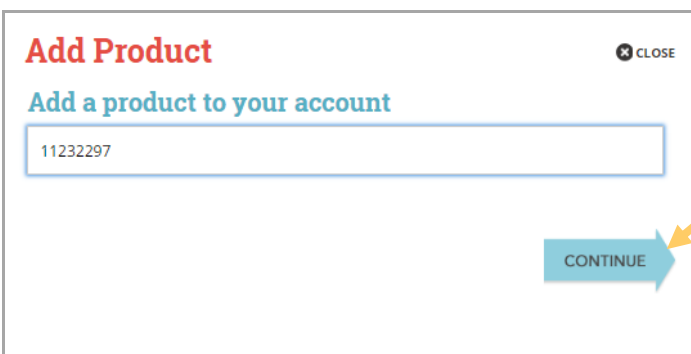 Add Product
CLOSE
Add a product to your account
11232297
CONTINUE